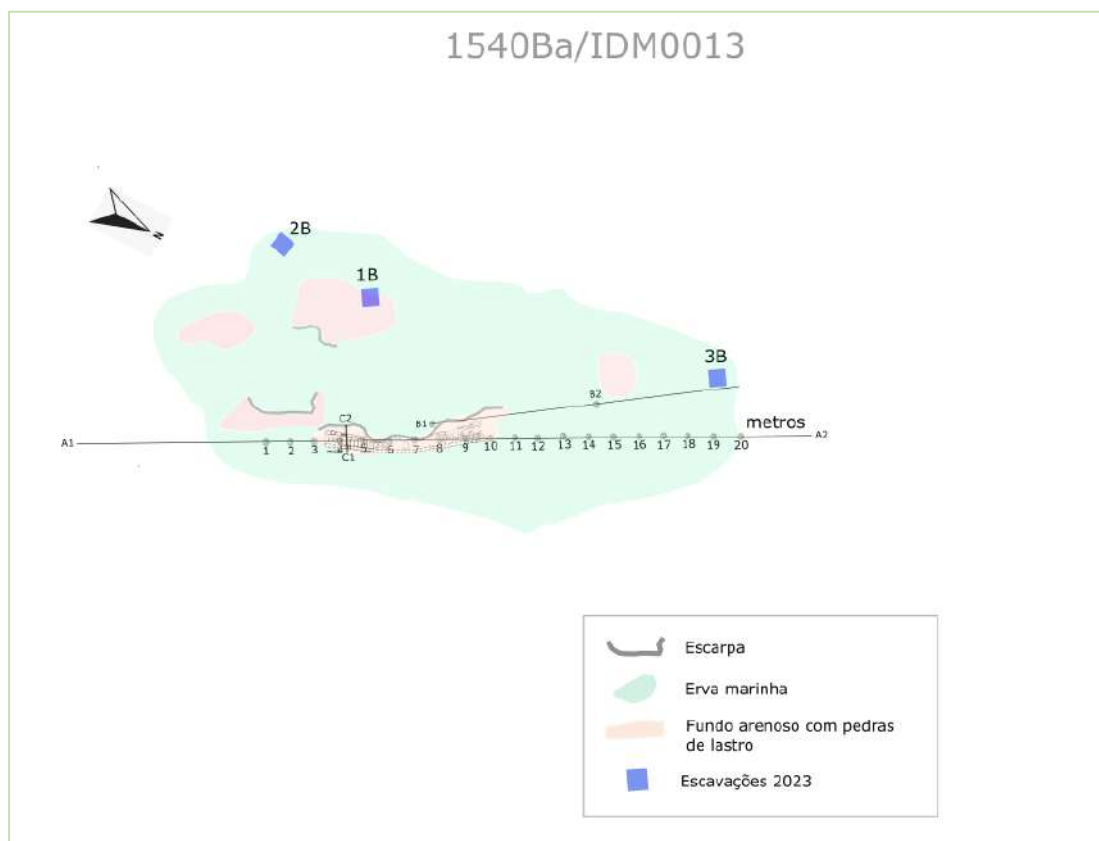 1540Ba/IDM0013
N
2B
1B
3B
B2
C2
B1
metros
A1
A2
1 2 3 4 5 6 7 8 9 10 11 12 13 14 15 16 17 18 19 20
C1
Escarpa
Erva marinha
Fundo arenoso com pedras
de lastro
Escavações 2023